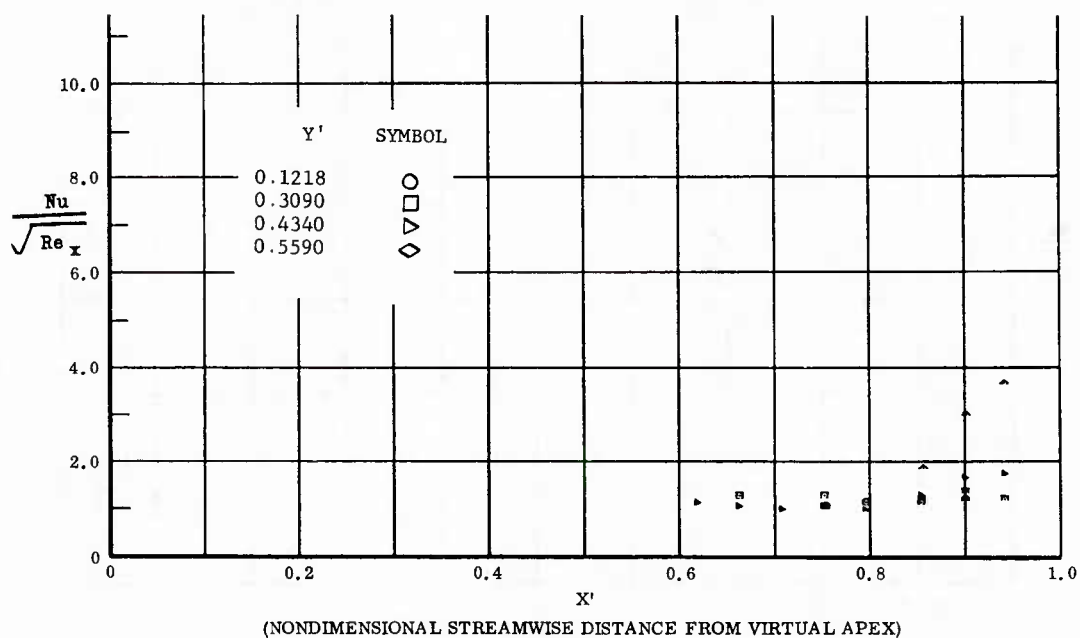 10.0
8.0
6.0
4.0
2.0
0
Nu
√Re x
Y' SYMBOL
0.1218
0.3090
0.4340
0.5590
0 0.2 0.4 0.6 0.8 1.0
X'
(NONDIMENSIONAL STREAMWISE DISTANCE FROM VIRTUAL APEX)